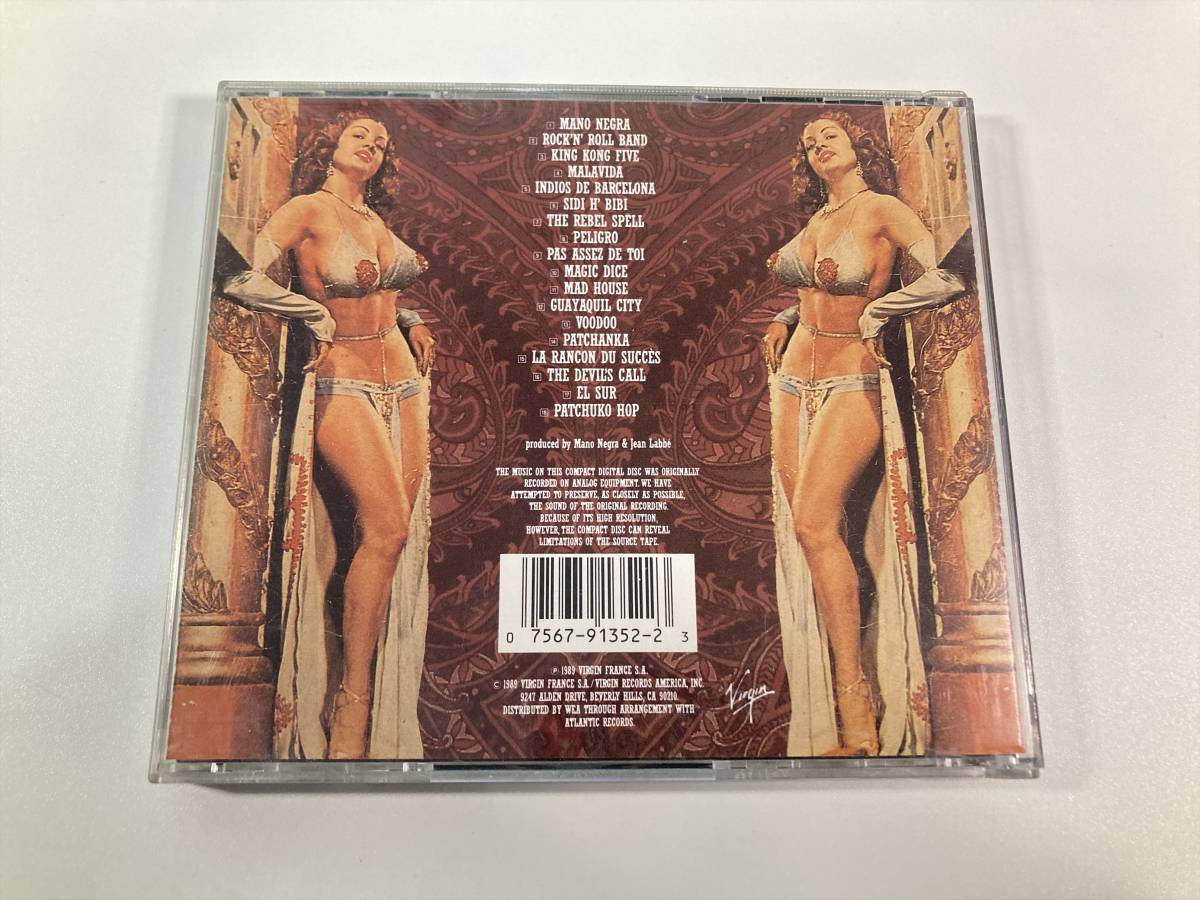 1 MANO NEGRA
2 ROCK'N' ROLL BAND
3 KING KONG FIVE
4 MALAVIDA
5 INDIOS DE BARCELONA
6 SIDI H' BIBI
7 THE REBEL SPELL
8 PELIGRO
9 PAS ASSEZ DE TOI
10 MAGIC DICE
11 MAD HOUSE
12 GUAYAQUIL CITY
13 VOODOO
14 PATCHANKA
15 LA RANCON DU SUCCÈS
16 THE DEVIL'S CALL
17 EL SUR
18 PATCHUKO HOP
produced by Mano Negra & Jean Labbé
THE MUSIC ON THIS COMPACT DIGITAL DISC WAS ORIGINALLY
RECORDED ON ANALOG EQUIPMENT. WE HAVE
ATTEMPTED TO PRESERVE, AS CLOSELY AS POSSIBLE,
THE SOUND OF THE ORIGINAL RECORDING.
BECAUSE OF ITS HIGH RESOLUTION,
HOWEVER, THE COMPACT DISC CAN REVEAL
LIMITATIONS OF THE SOURCE TAPE.
0 7567-91352-2 3
℗ 1989 VIRGIN FRANCE S.A.
© 1989 VIRGIN FRANCE S.A./VIRGIN RECORDS AMERICA, INC.
9247 ALDEN DRIVE, BEVERLY HILLS, CA 90210.
DISTRIBUTED BY WEA THROUGH ARRANGEMENT WITH
ATLANTIC RECORDS.
Virgin